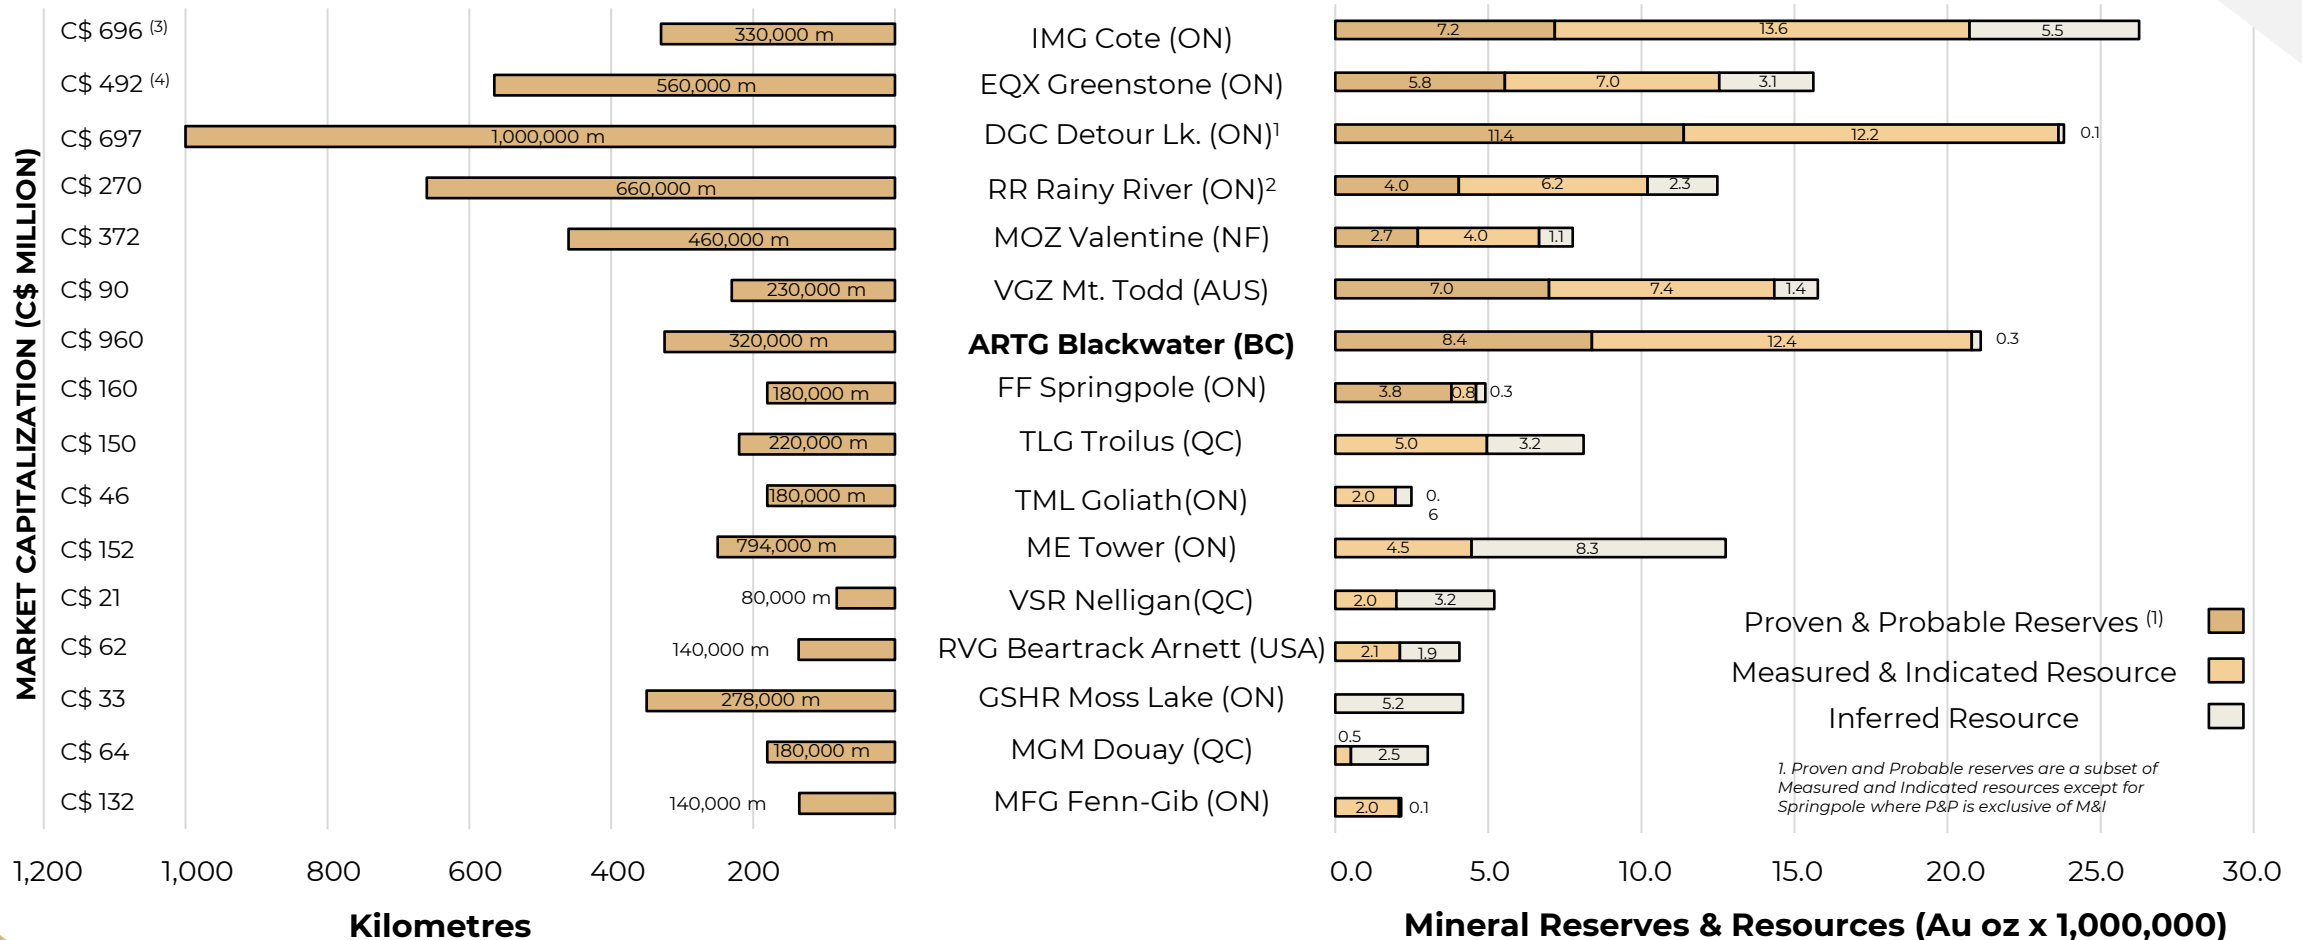 MARKET CAPITALIZATION (C$ MILLION)
C$ 696 (3) 330,000 m IMG Cote (ON) 7.2 13.6 5.5
C$ 492 (4) 560,000 m EQX Greenstone (ON) 5.8 7.0 3.1
C$ 697 1,000,000 m DGC Detour Lk. (ON)1 11.4 12.2 0.1
C$ 270 660,000 m RR Rainy River (ON)2 4.0 6.2 2.3
C$ 372 460,000 m MOZ Valentine (NF) 2.7 4.0 1.1
C$ 90 230,000 m VGZ Mt. Todd (AUS) 7.0 7.4 1.4
C$ 960 320,000 m ARTG Blackwater (BC) 8.4 12.4 0.3
C$ 160 180,000 m FF Springpole (ON) 3.8 0.8 0.3
C$ 150 220,000 m TLG Troilus (QC) 5.0 3.2
C$ 46 180,000 m TML Goliath(ON) 2.0 0.
6
C$ 152 794,000 m ME Tower (ON) 4.5 8.3
C$ 21 80,000 m VSR Nelligan(QC) 2.0 3.2
C$ 62 140,000 m RVG Beartrack Arnett (USA) 2.1 1.9
C$ 33 278,000 m GSHR Moss Lake (ON) 5.2
C$ 64 180,000 m MGM Douay (QC) 0.5 2.5
C$ 132 140,000 m MFG Fenn-Gib (ON) 2.0 0.1
Proven & Probable Reserves (1)
Measured & Indicated Resource
Inferred Resource
1. Proven and Probable reserves are a subset of
Measured and Indicated resources except for
Springpole where P&P is exclusive of M&I
1,200 1,000 800 600 400 200 0.0 5.0 10.0 15.0 20.0 25.0 30.0
Kilometres Mineral Reserves & Resources (Au oz x 1,000,000)